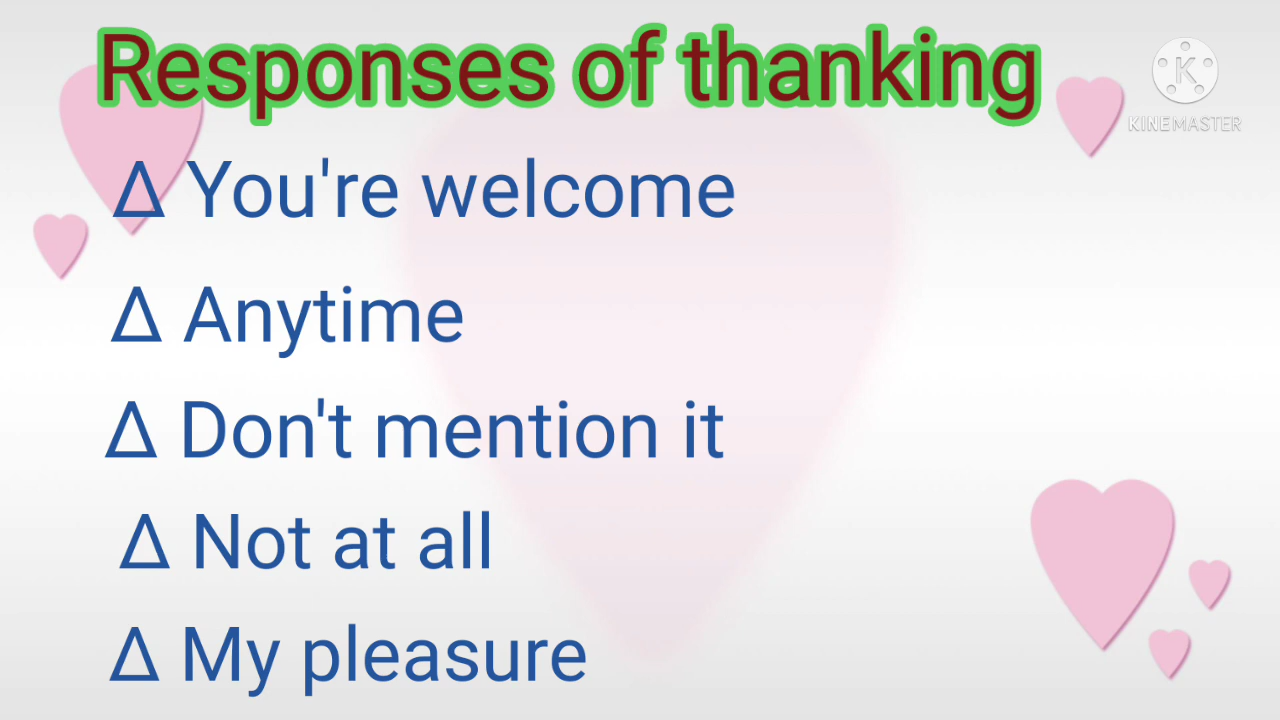 Responses of thanking
K
KINEMASTER
Δ You're welcome
Δ Anytime
Δ Don't mention it
Δ Not at all
Δ My pleasure